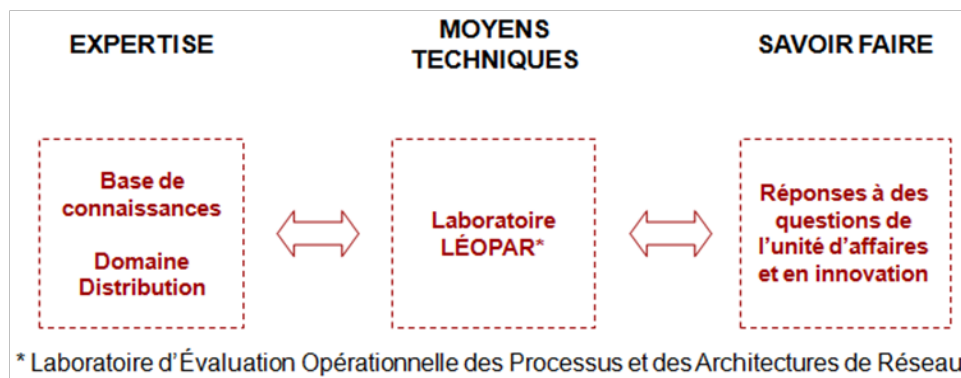 EXPERTISE
MOYENS
TECHNIQUES
SAVOIR FAIRE
Base de
connaissances
Domaine
Distribution
Laboratoire
LÉOPAR*
Réponses à des
questions de
l’unité d’affaires
et en innovation
* Laboratoire d’Évaluation Opérationnelle des Processus et des Architectures de Réseau